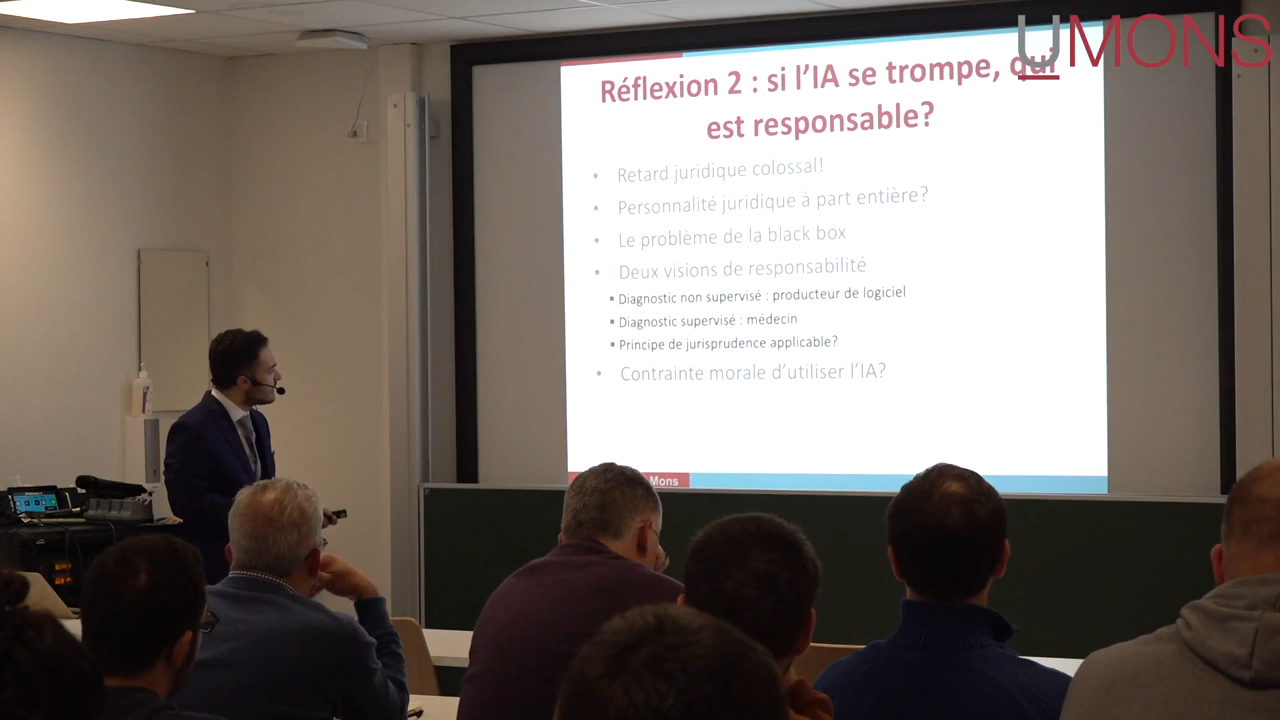 UMONS
Réflexion 2 : si l'IA se trompe, qui
est responsable?
• Retard juridique colossal!
• Personnalité juridique à part entière?
• Le problème de la black box
• Deux visions de responsabilité
▪ Diagnostic non supervisé : producteur de logiciel
▪ Diagnostic supervisé : médecin
▪ Principe de jurisprudence applicable?
• Contrainte morale d'utiliser l'IA?
Mons